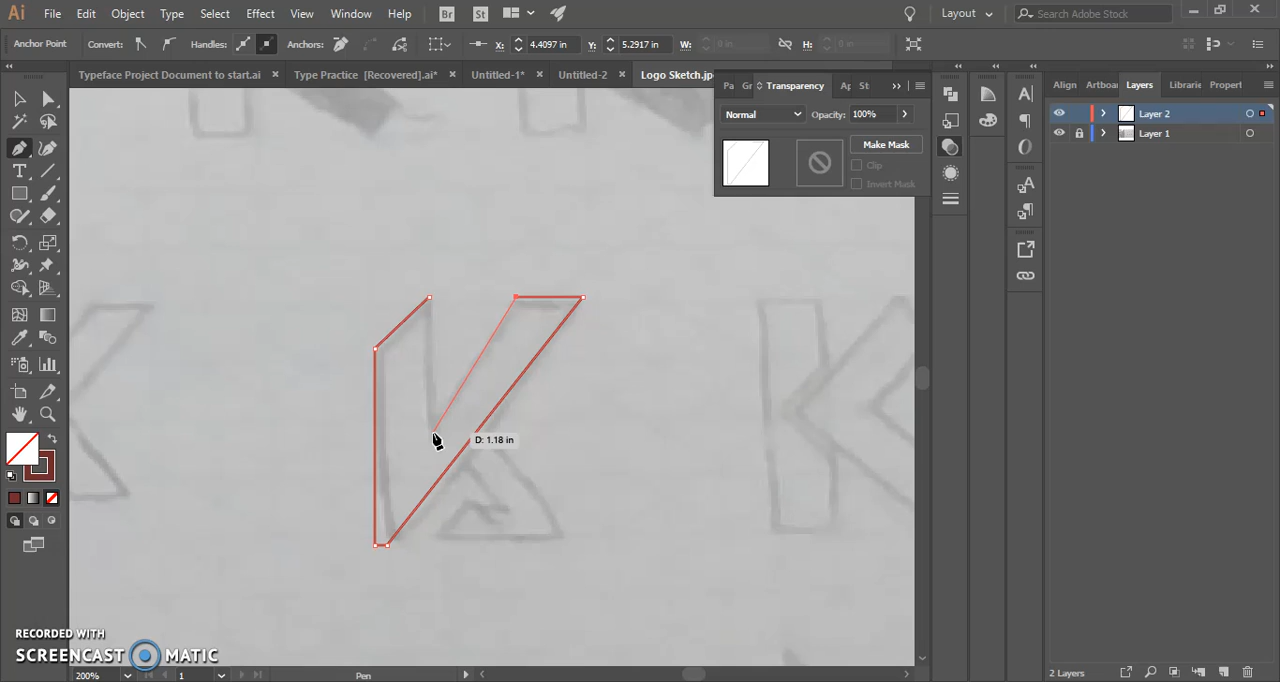 Ai File Edit Object Type Select Effect View Window Help Br St Layout Search Adobe Stock
Anchor Point Convert: Handles: Anchors: X: 4.4097 in Y: 5.2917 in W: 0 in H: 0 in
Typeface Project Document to start.ai × Type Practice [Recovered].ai* × Untitled-1* × Untitled-2 × Logo Sketch.jp
Pa Gr Transparency Ap St
Align Artboar Layers Librarie Propert
Normal Opacity: 100%
Make Mask
Clip
Invert Mask
Layer 2
Layer 1
T
A
K
D: 1.18 in
K
RECORDED WITH
SCREENCAST MATIC
200% 1 Pen
2 Layers